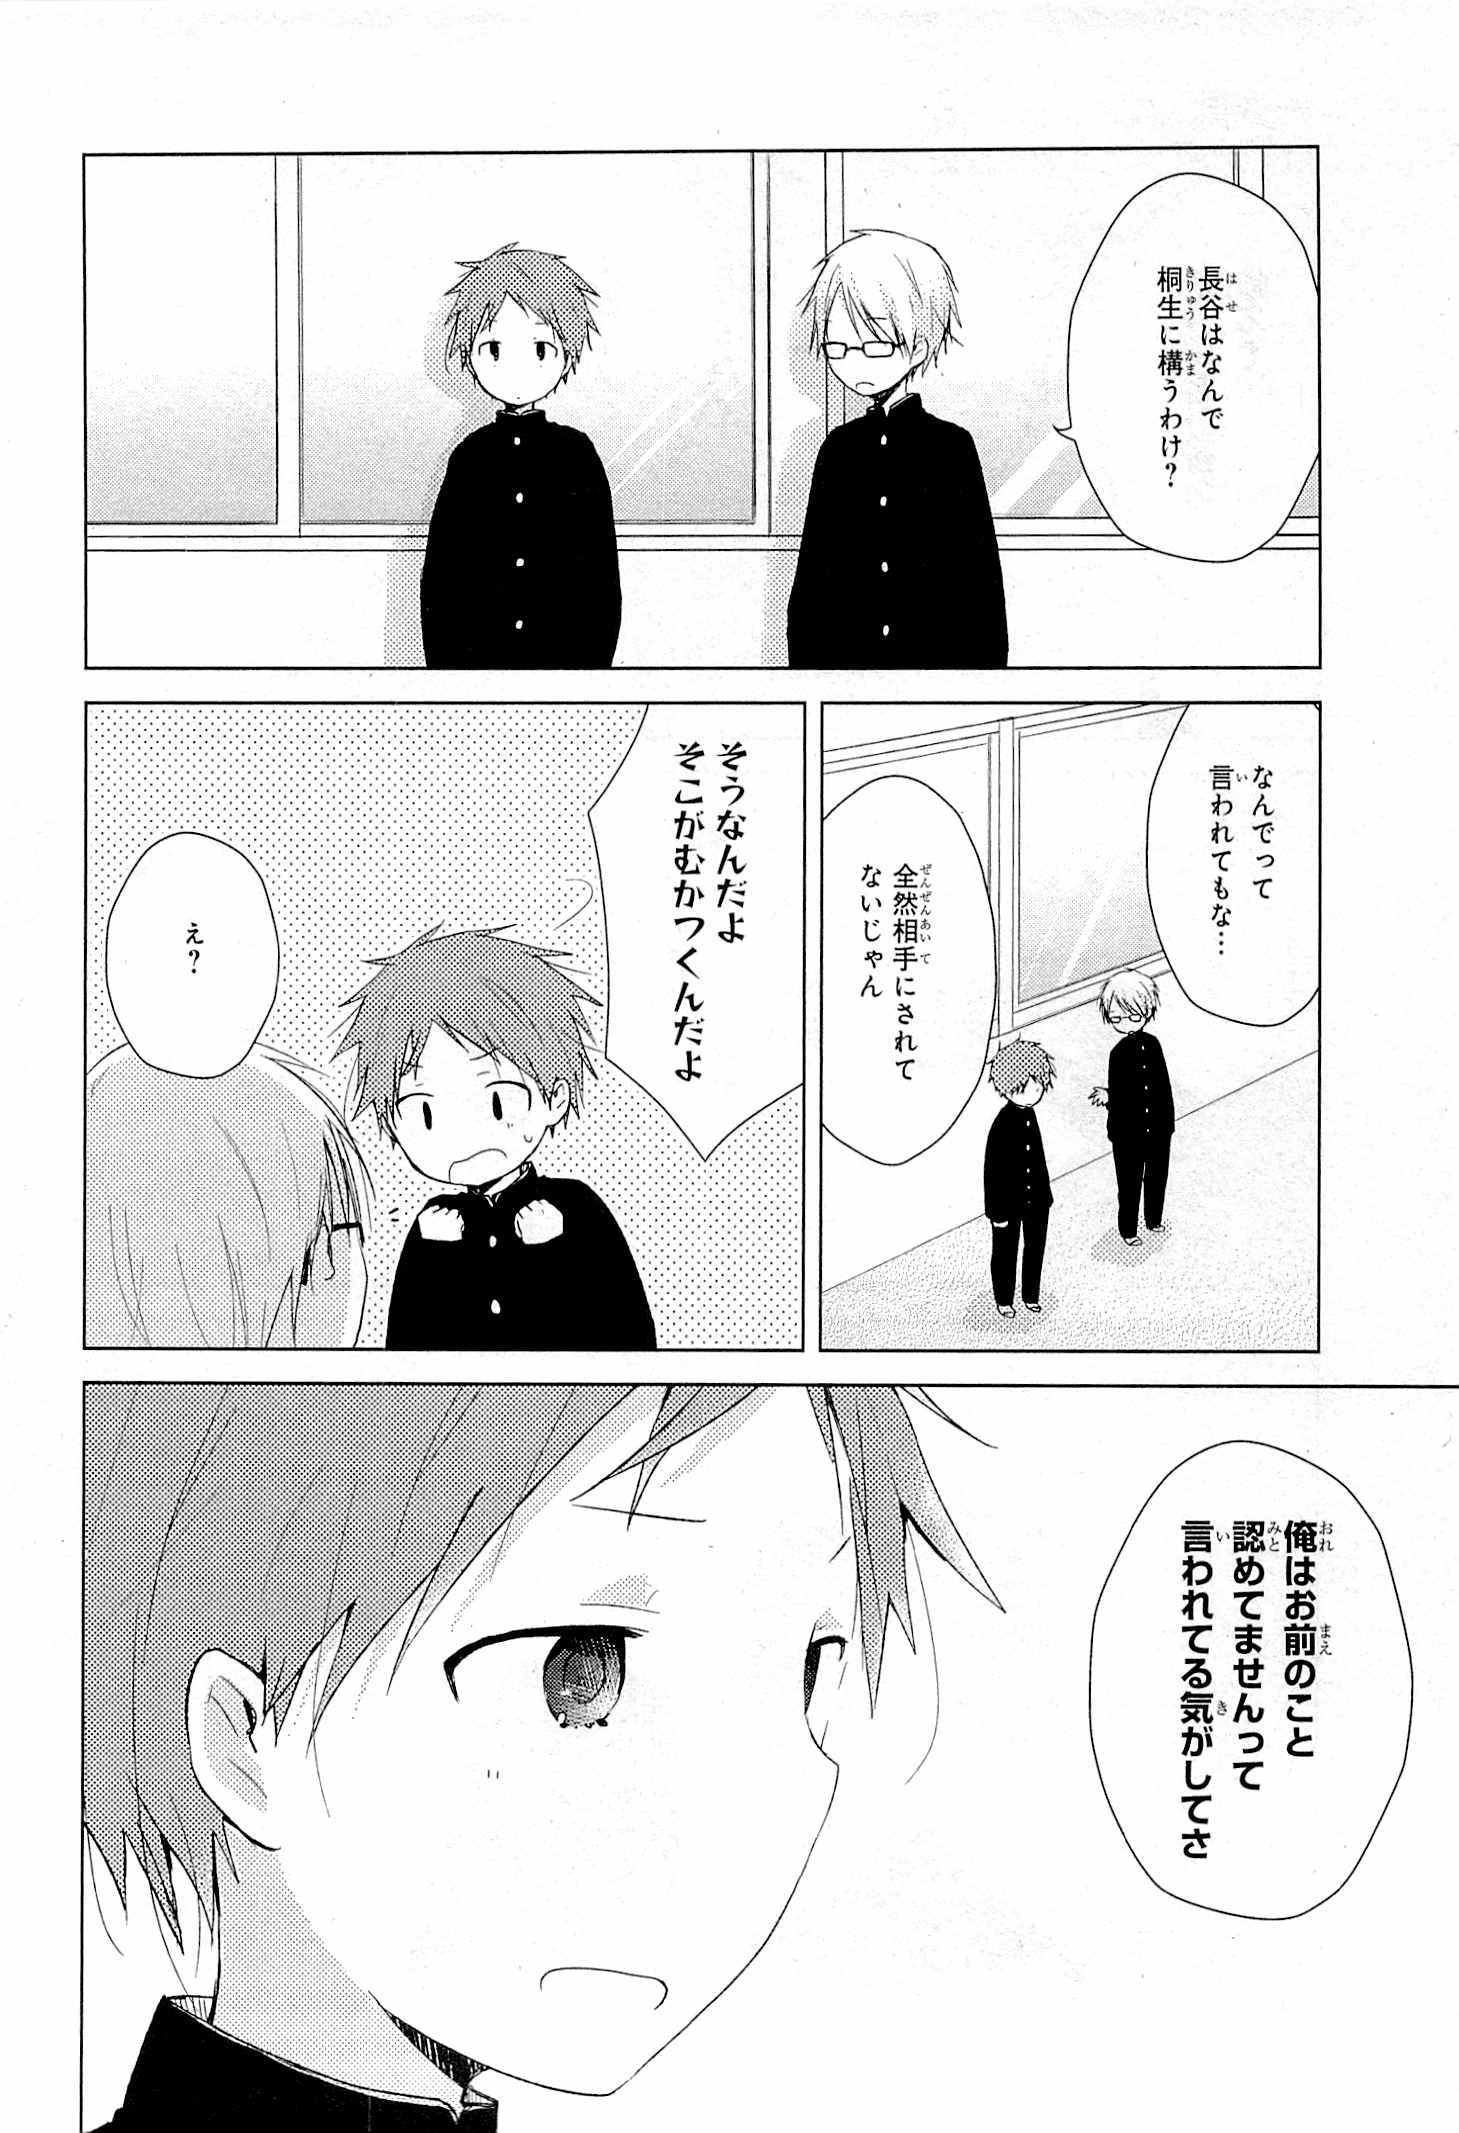 長谷はなんで
桐生に構うわけ?
なんでって
言われてもな…
全然相手にされて
ないじゃん
そうなんだよ
そこがむかつくんだよ
え?
俺はお前のこと
認めてませんって
言われてる気がしてさ